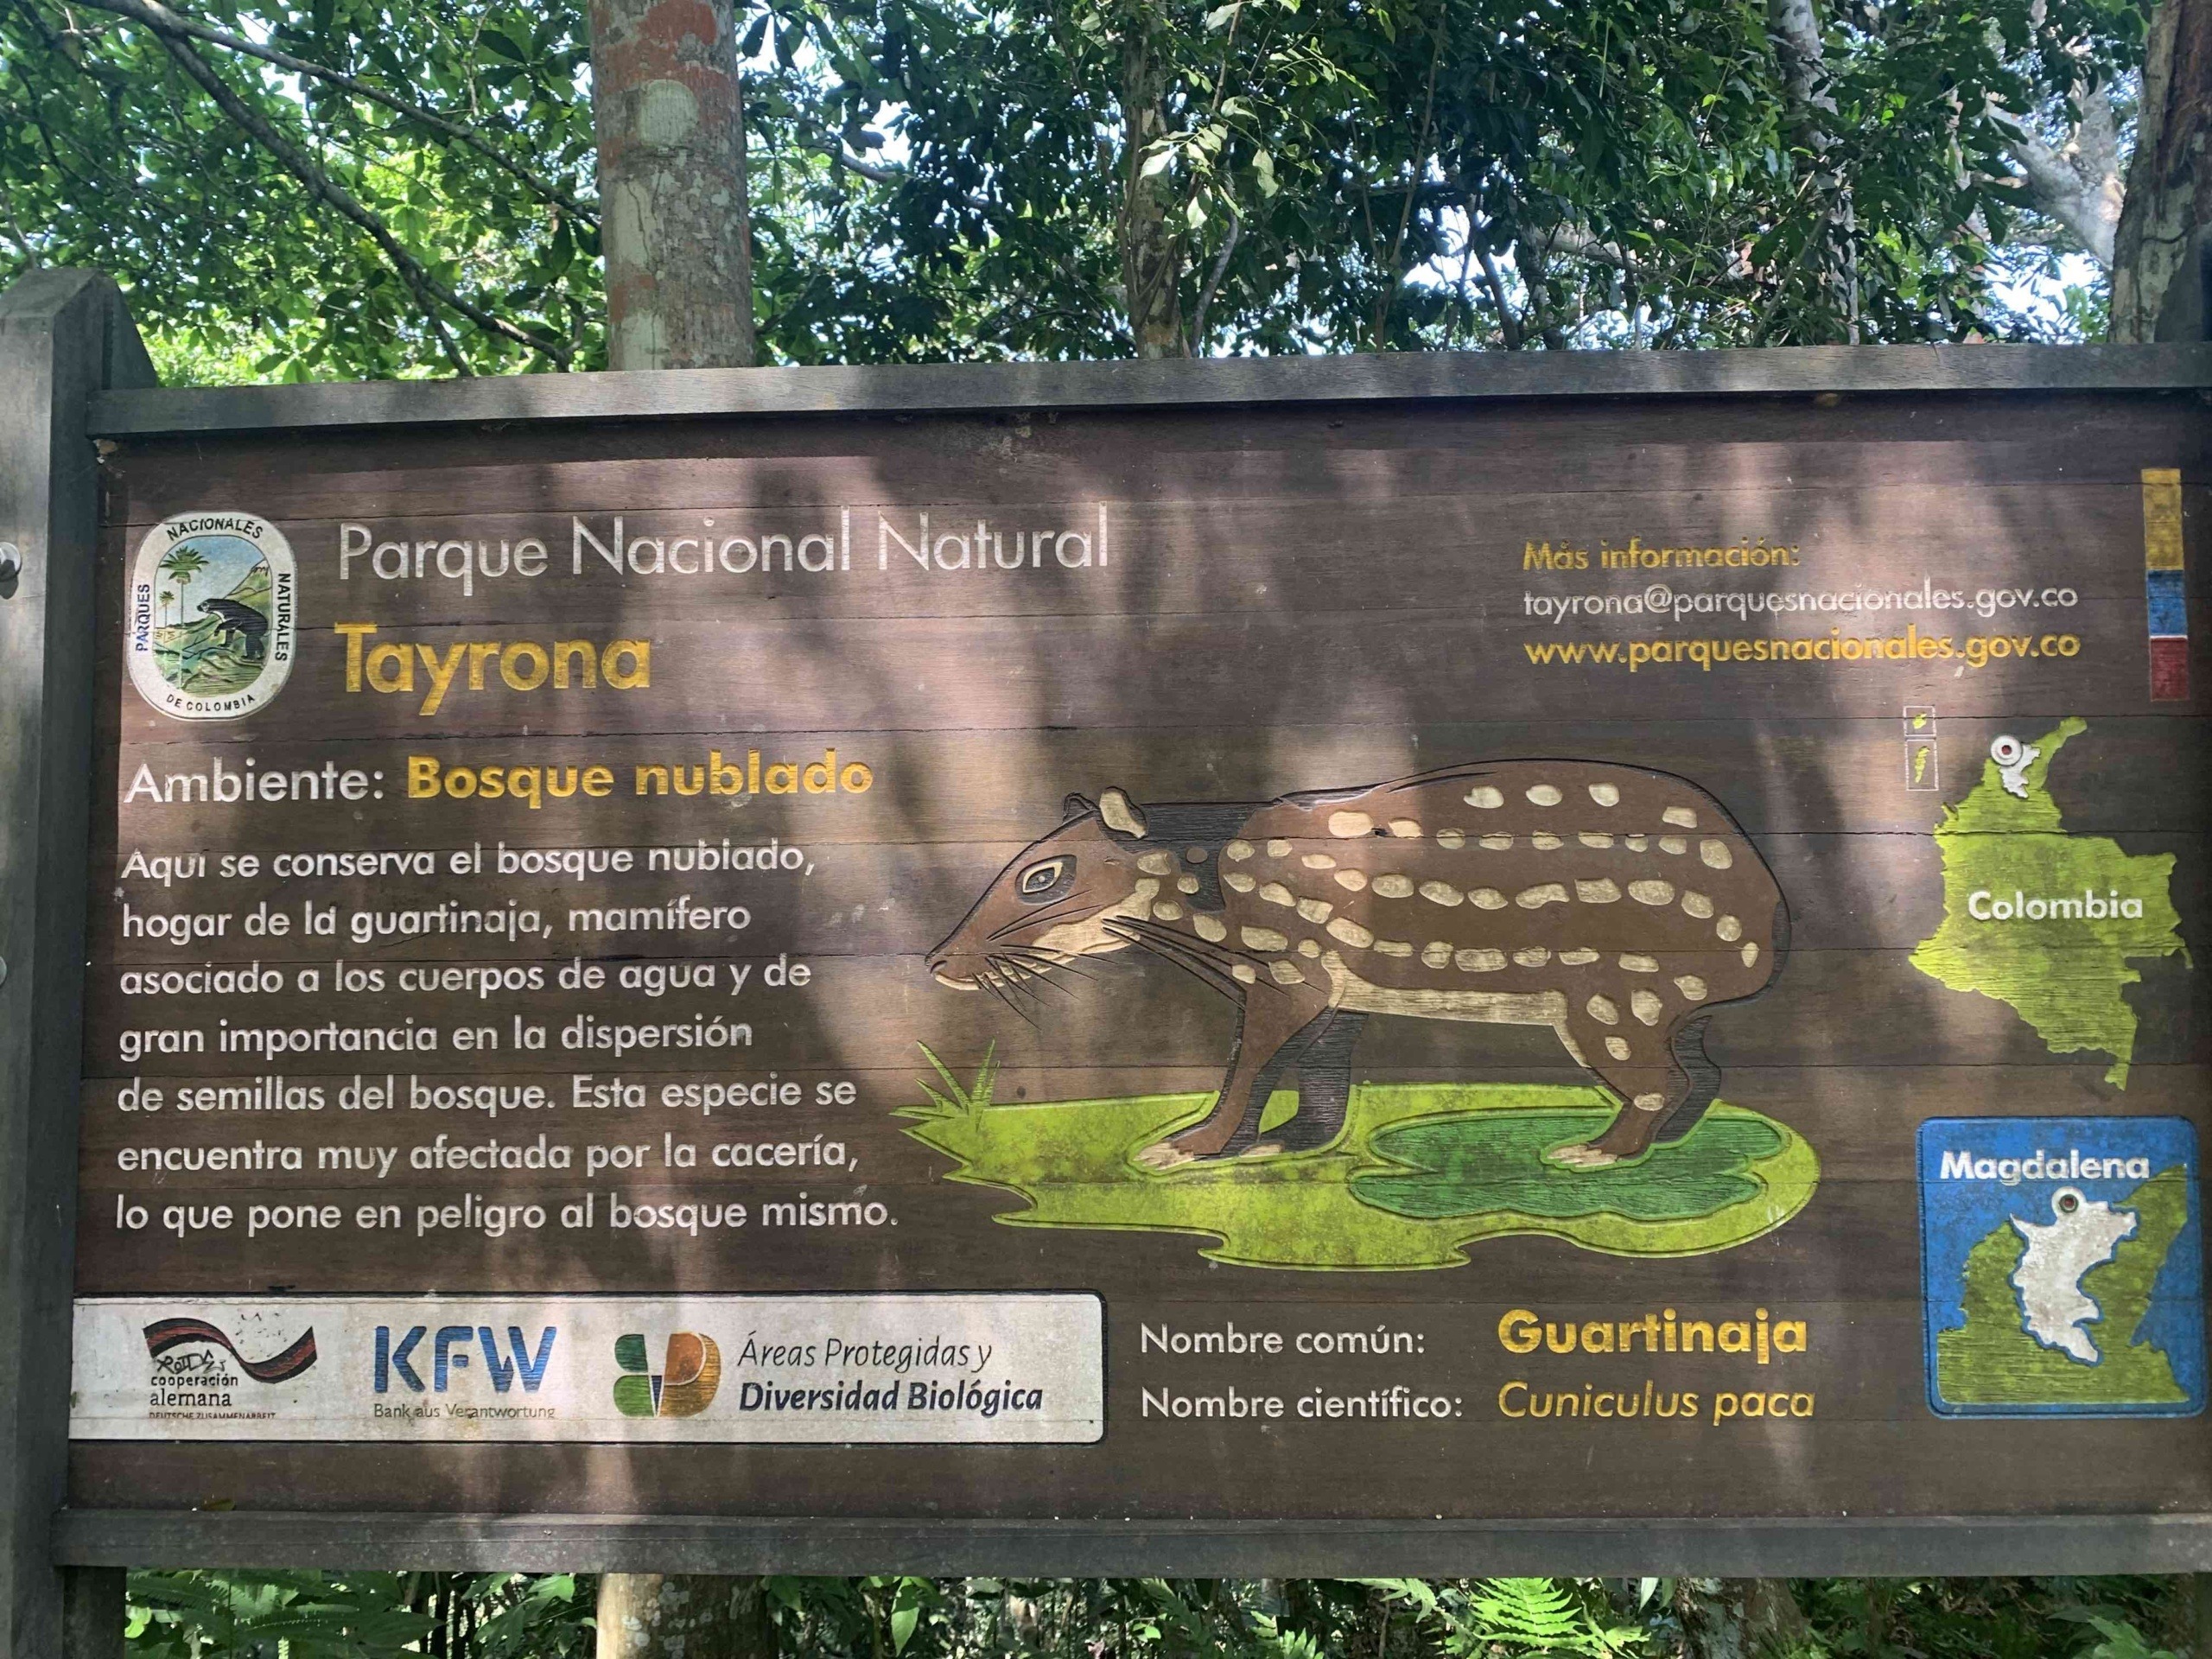 PARQUES NACIONALES NATURALES DE COLOMBIA
Parque Nacional Natural
Tayrona
Más información:
tayrona@parquesnacionales.gov.co
www.parquesnacionales.gov.co
Ambiente: Bosque nublado
Aquí se conserva el bosque nublado,
hogar de la guartinaja, mamífero
asociado a los cuerpos de agua y de
gran importancia en la dispersión
de semillas del bosque. Esta especie se
encuentra muy afectada por la cacería,
lo que pone en peligro al bosque mismo.
Colombia
Magdalena
cooperación
alemana
DEUTSCHE ZUSAMMENARBEIT
KFW
Bank aus Verantwortung
Áreas Protegidas y
Diversidad Biológica
Nombre común: Guartinaja
Nombre científico: Cuniculus paca